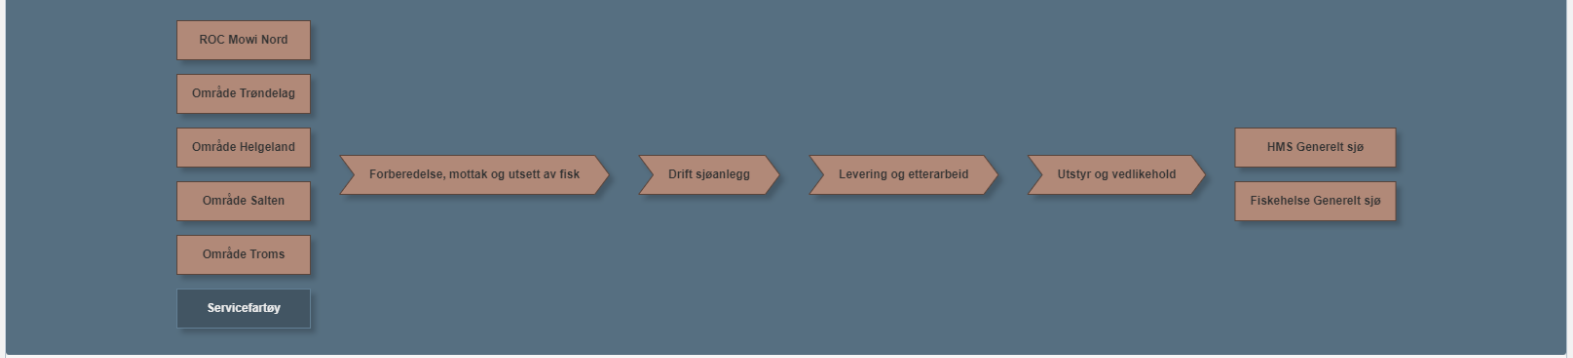 ROC Mowi Nord
Område Trøndelag
Område Helgeland
Område Salten
Område Troms
Servicefartøy
Forberedelse, mottak og utsett av fisk
Drift sjøanlegg
Levering og etterarbeid
Utstyr og vedlikehold
HMS Generelt sjø
Fiskehelse Generelt sjø